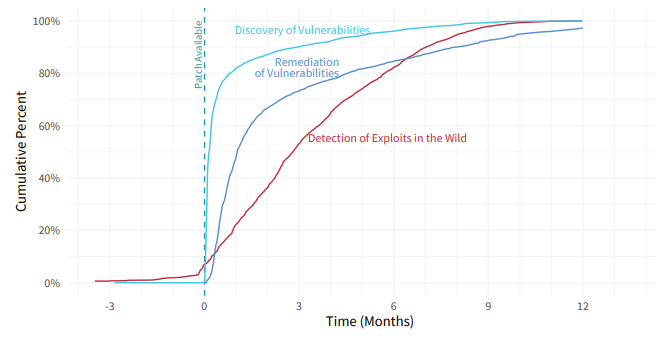 100%
80%
60%
40%
20%
0%
Cumulative Percent
Patch Available
Discovery of Vulnerabilities
Remediation
of Vulnerabilities
Detection of Exploits in the Wild
-3
0
3
6
9
12
Time (Months)